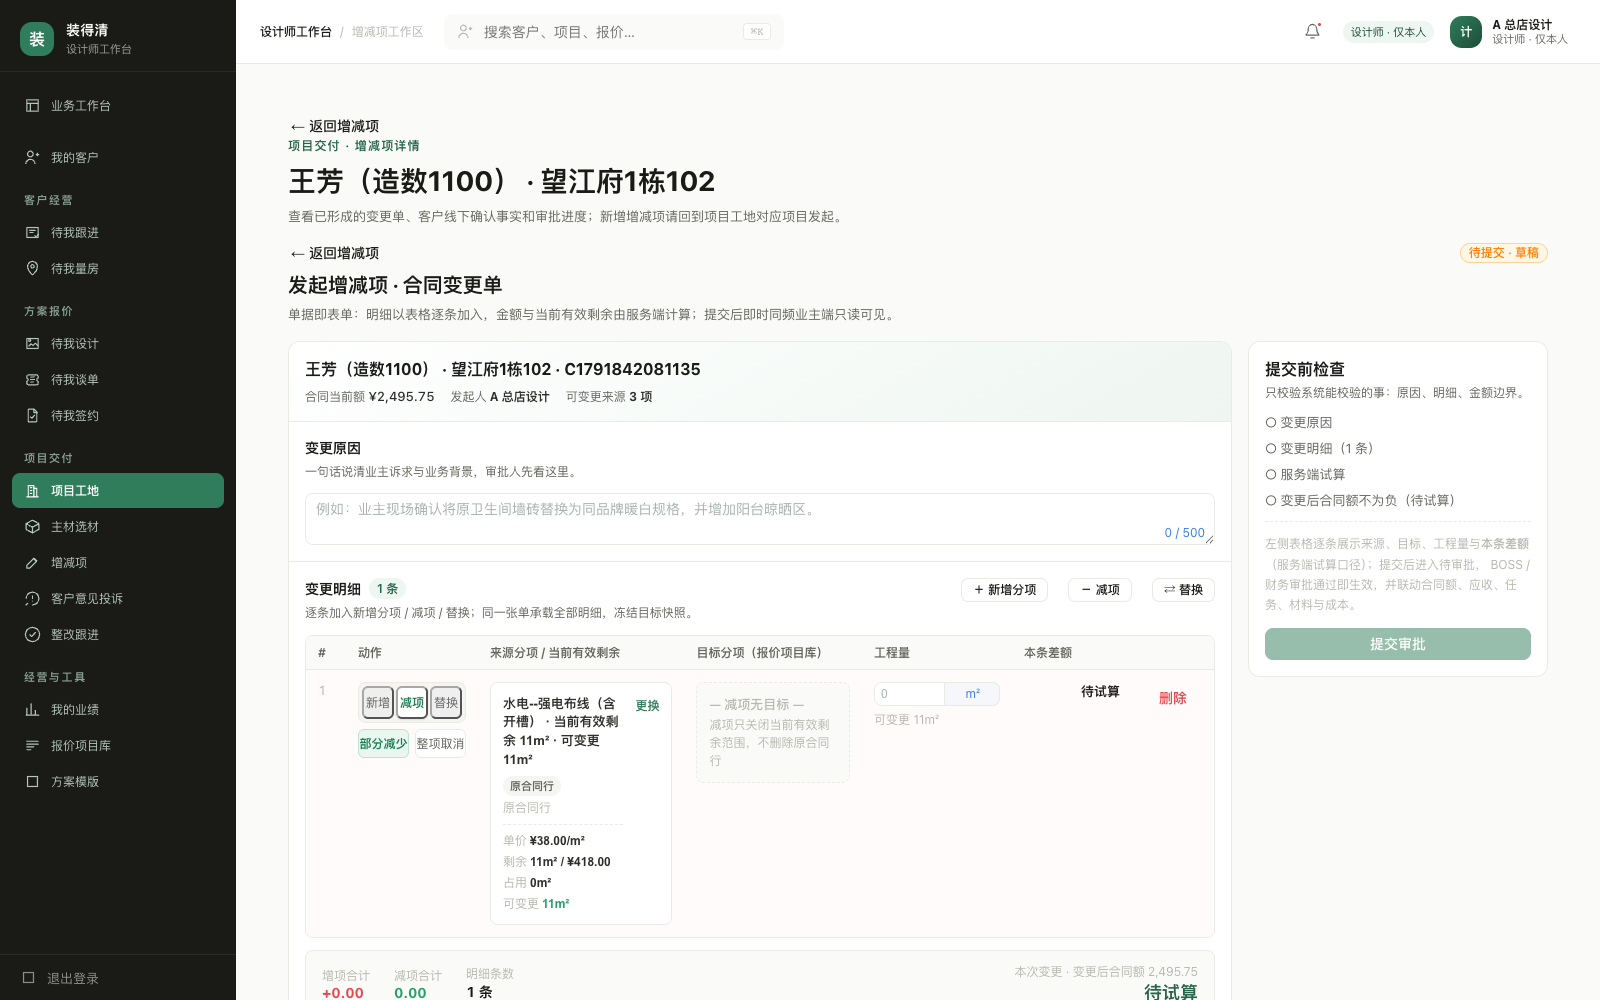 装
装得清
设计师工作台
业务工作台
我的客户
客户经营
待我跟进
待我量房
方案报价
待我设计
待我谈单
待我签约
项目交付
项目工地
主材选材
增减项
客户意见投诉
整改跟进
经营与工具
我的业绩
报价项目库
方案模版
退出登录
设计师工作台 / 增减项工作区
搜索客户、项目、报价...
⌘K
设计师 · 仅本人
计
A 总店设计
设计师 · 仅本人
← 返回增减项
项目交付 · 增减项详情
王芳（造数1100） · 望江府1栋102
查看已形成的变更单、客户线下确认事实和审批进度；新增增减项请回到项目工地对应项目发起。
← 返回增减项
待提交 · 草稿
发起增减项 · 合同变更单
单据即表单：明细以表格逐条加入，金额与当前有效剩余由服务端计算；提交后即时同频业主端只读可见。
王芳（造数1100） · 望江府1栋102 · C1791842081135
合同当前额 ¥2,495.75 发起人 A 总店设计 可变更来源 3 项
变更原因
一句话说清业主诉求与业务背景，审批人先看这里。
例如：业主现场确认将原卫生间墙砖替换为同品牌暖白规格，并增加阳台晾晒区。
0 / 500
变更明细 1 条
＋ 新增分项
－ 减项
⇄ 替换
逐条加入新增分项 / 减项 / 替换；同一张单承载全部明细，冻结目标快照。
# 动作 来源分项 / 当前有效剩余 目标分项（报价项目库） 工程量 本条差额
1
新增 减项 替换
部分减少 整项取消
水电--强电布线（含
开槽） · 当前有效剩
余 11m² · 可变更
11m²
更换
原合同行
原合同行
单价 ¥38.00/m²
剩余 11m² / ¥418.00
占用 0m²
可变更 11m²
— 减项无目标 —
减项只关闭当前有效剩
余范围，不删除原合同
行
0 m²
可变更 11m²
待试算
删除
增项合计
+0.00
减项合计
0.00
明细条数
1 条
本次变更 · 变更后合同额 2,495.75
待试算
提交前检查
只校验系统能校验的事：原因、明细、金额边界。
变更原因
变更明细（1 条）
服务端试算
变更后合同额不为负（待试算）
左侧表格逐条展示来源、目标、工程量与本条差额
（服务端试算口径）；提交后进入待审批， BOSS /
财务审批通过即生效，并联动合同额、应收、任
务、材料与成本。
提交审批